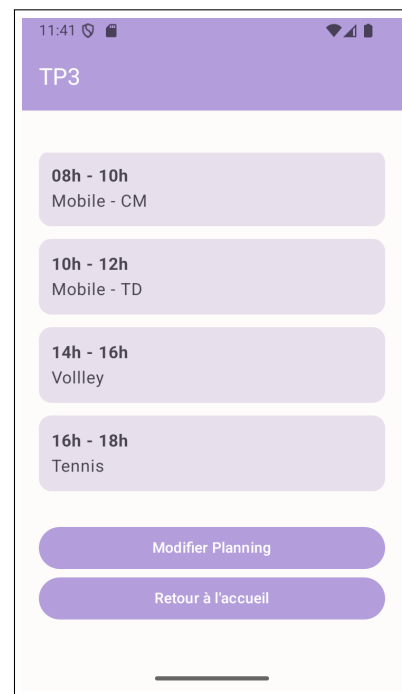 11:41
TP3
08h - 10h
Mobile - CM
10h - 12h
Mobile - TD
14h - 16h
Vollley
16h - 18h
Tennis
Modifier Planning
Retour à l'accueil